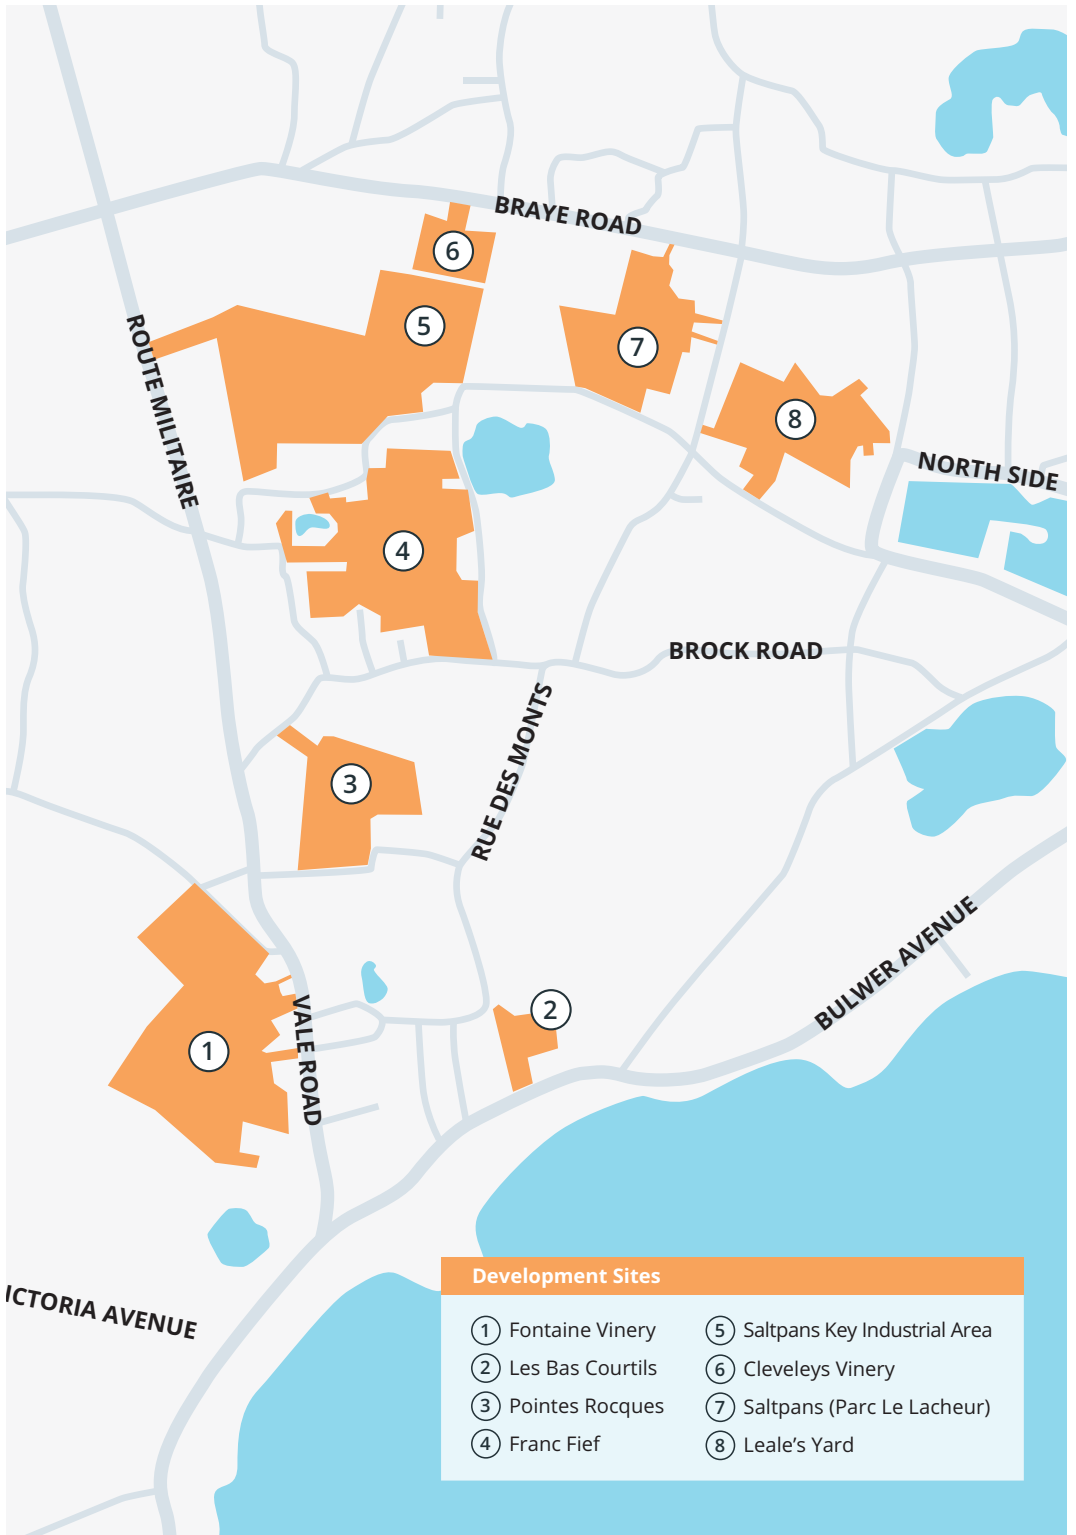 BRAYE ROAD
6
5
ROUTE MILITAIRE
7
8
NORTH SIDE
4
BROCK ROAD
RUE DES MONTS
3
BULWER AVENUE
2
1
VALE ROAD
ICTORIA AVENUE
Development Sites
1 Fontaine Vinery
2 Les Bas Courtils
3 Pointes Rocques
4 Franc Fief
5 Saltpans Key Industrial Area
6 Cleveleys Vinery
7 Saltpans (Parc Le Lacheur)
8 Leale's Yard